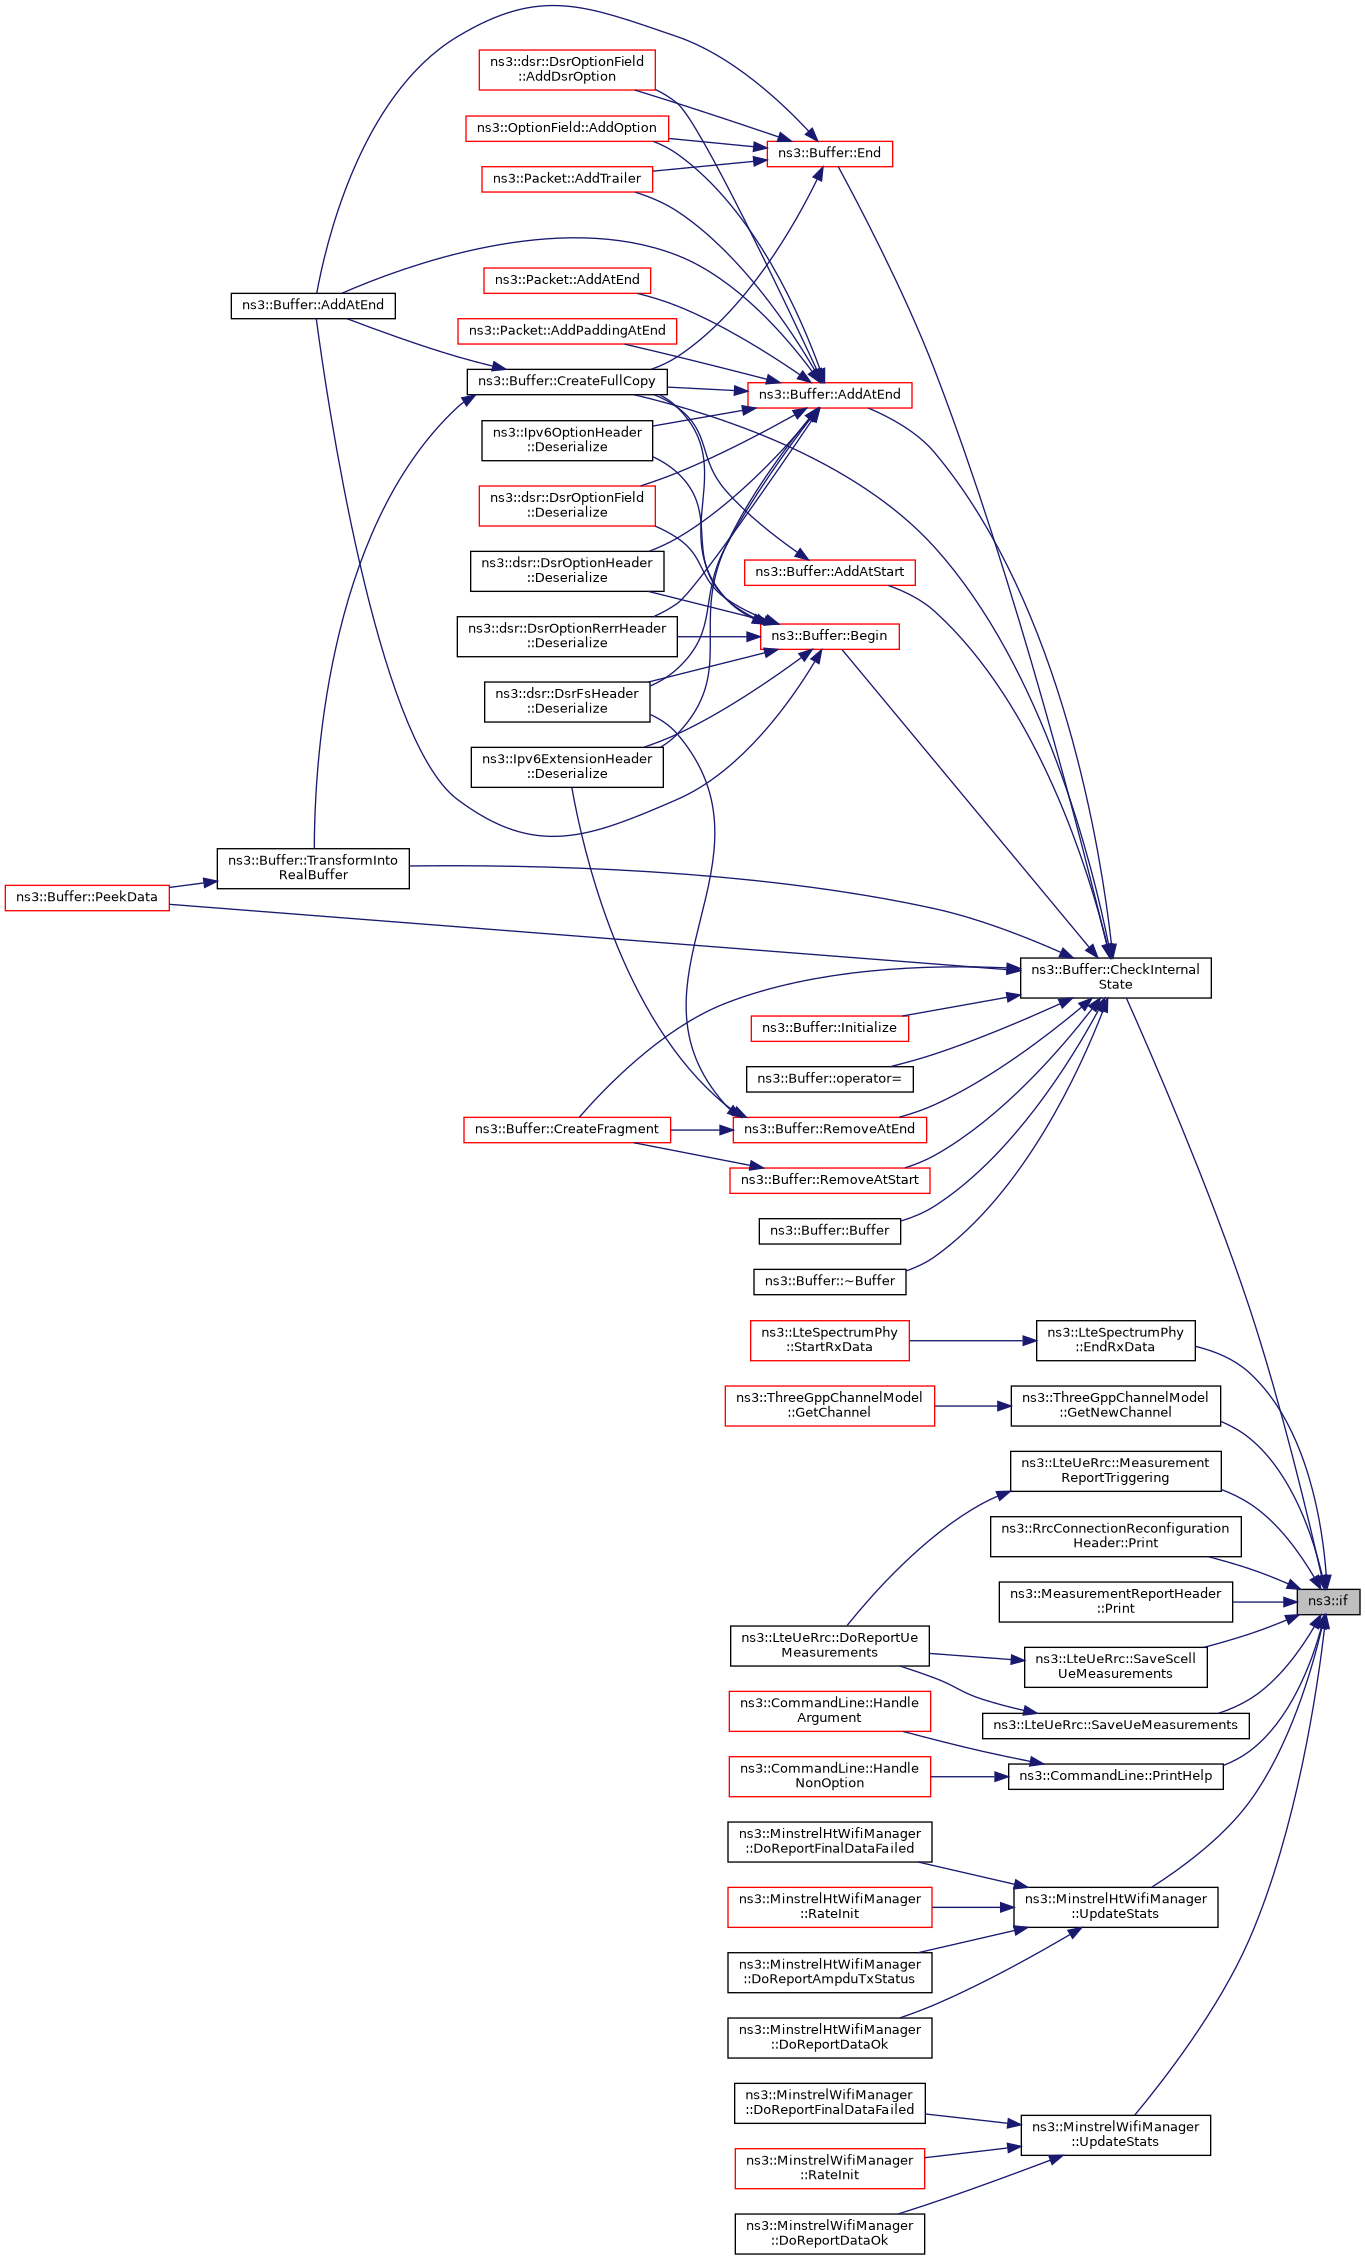 ns3::dsr::DsrOptionField
::AddDsrOption
ns3::OptionField::AddOption
ns3::Buffer::End
ns3::Packet::AddTrailer
ns3::Packet::AddAtEnd
ns3::Buffer::AddAtEnd
ns3::Packet::AddPaddingAtEnd
ns3::Buffer::CreateFullCopy
ns3::Buffer::AddAtEnd
ns3::Ipv6OptionHeader
::Deserialize
ns3::dsr::DsrOptionField
::Deserialize
ns3::dsr::DsrOptionHeader
::Deserialize
ns3::Buffer::AddAtStart
ns3::dsr::DsrOptionRerrHeader
::Deserialize
ns3::Buffer::Begin
ns3::dsr::DsrFsHeader
::Deserialize
ns3::Ipv6ExtensionHeader
::Deserialize
ns3::Buffer::TransformInto
RealBuffer
ns3::Buffer::PeekData
ns3::Buffer::CheckInternal
State
ns3::Buffer::Initialize
ns3::Buffer::operator=
ns3::Buffer::CreateFragment
ns3::Buffer::RemoveAtEnd
ns3::Buffer::RemoveAtStart
ns3::Buffer::Buffer
ns3::Buffer::~Buffer
ns3::LteSpectrumPhy
::StartRxData
ns3::LteSpectrumPhy
::EndRxData
ns3::ThreeGppChannelModel
::GetChannel
ns3::ThreeGppChannelModel
::GetNewChannel
ns3::LteUeRrc::Measurement
ReportTriggering
ns3::RrcConnectionReconfiguration
Header::Print
ns3::MeasurementReportHeader
::Print
ns3::if
ns3::LteUeRrc::DoReportUe
Measurements
ns3::LteUeRrc::SaveScell
UeMeasurements
ns3::CommandLine::Handle
Argument
ns3::LteUeRrc::SaveUeMeasurements
ns3::CommandLine::Handle
NonOption
ns3::CommandLine::PrintHelp
ns3::MinstrelHtWifiManager
::DoReportFinalDataFailed
ns3::MinstrelHtWifiManager
::RateInit
ns3::MinstrelHtWifiManager
::UpdateStats
ns3::MinstrelHtWifiManager
::DoReportAmpduTxStatus
ns3::MinstrelHtWifiManager
::DoReportDataOk
ns3::MinstrelWifiManager
::DoReportFinalDataFailed
ns3::MinstrelWifiManager
::UpdateStats
ns3::MinstrelWifiManager
::RateInit
ns3::MinstrelWifiManager
::DoReportDataOk